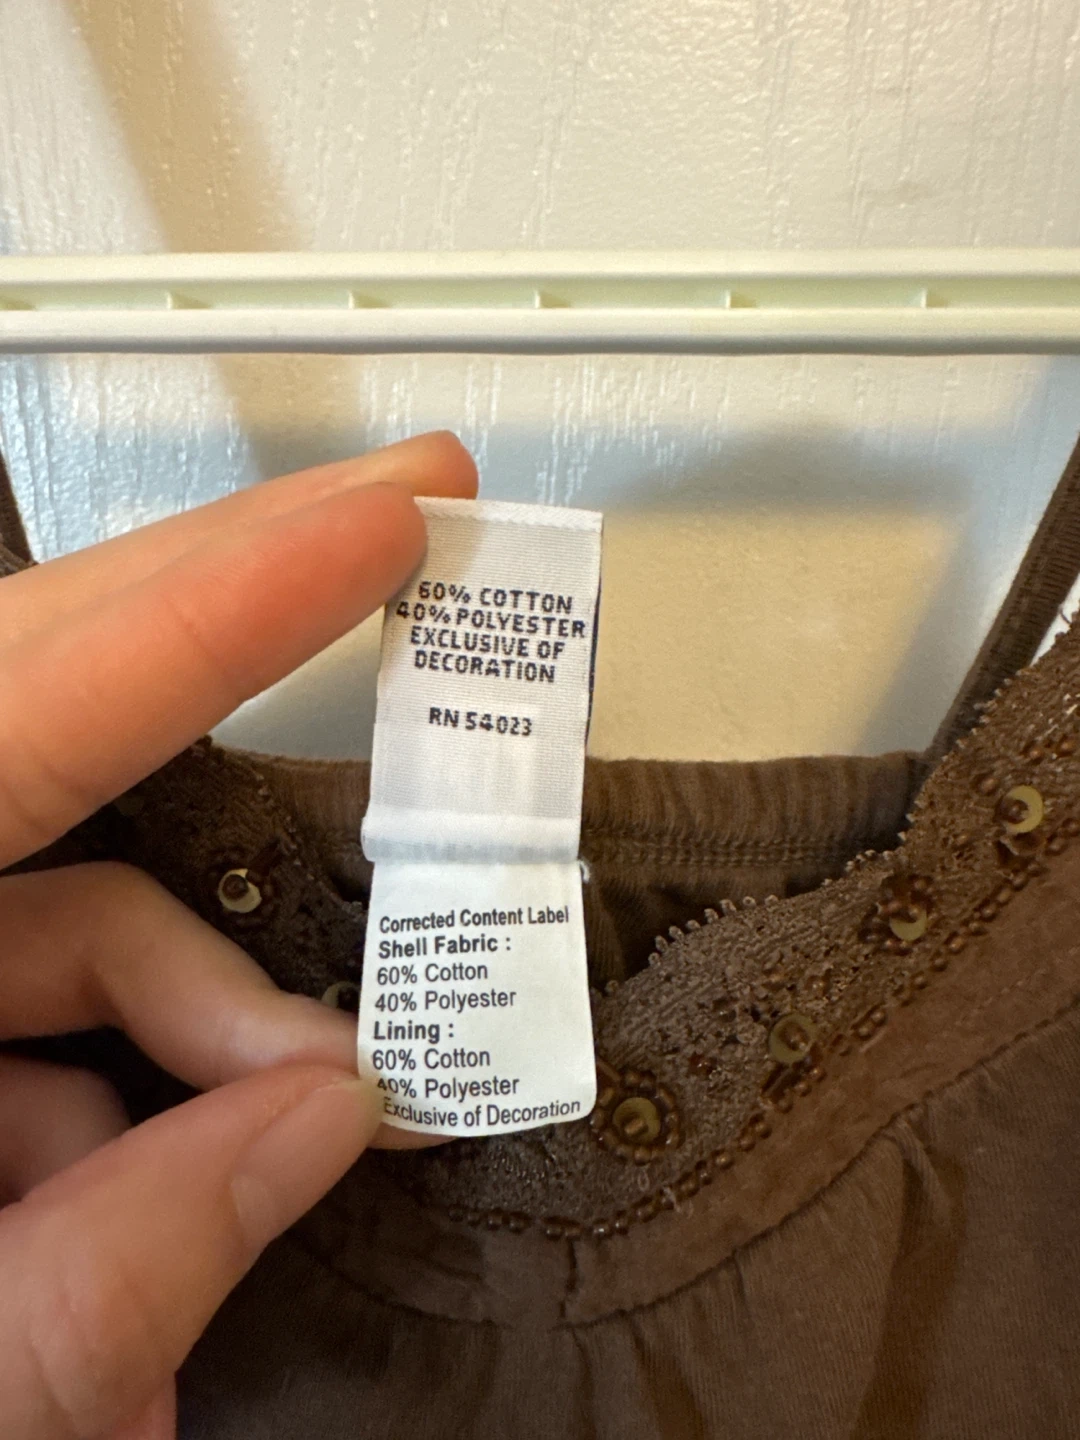 60% COTTON
40% POLYESTER
EXCLUSIVE OF
DECORATION
RN 54023
Corrected Content Label
Shell Fabric :
60% Cotton
40% Polyester
Lining :
60% Cotton
40% Polyester
Exclusive of Decoration